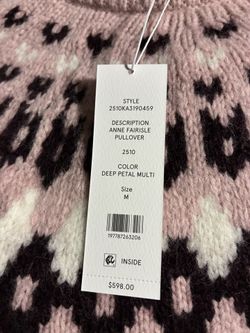 STYLE
2510KA3190459
DESCRIPTION
ANNE FAIRISLE
PULLOVER
2510
COLOR
DEEP PETAL MULTI
Size
M
197787263206
INSIDE
$598.00